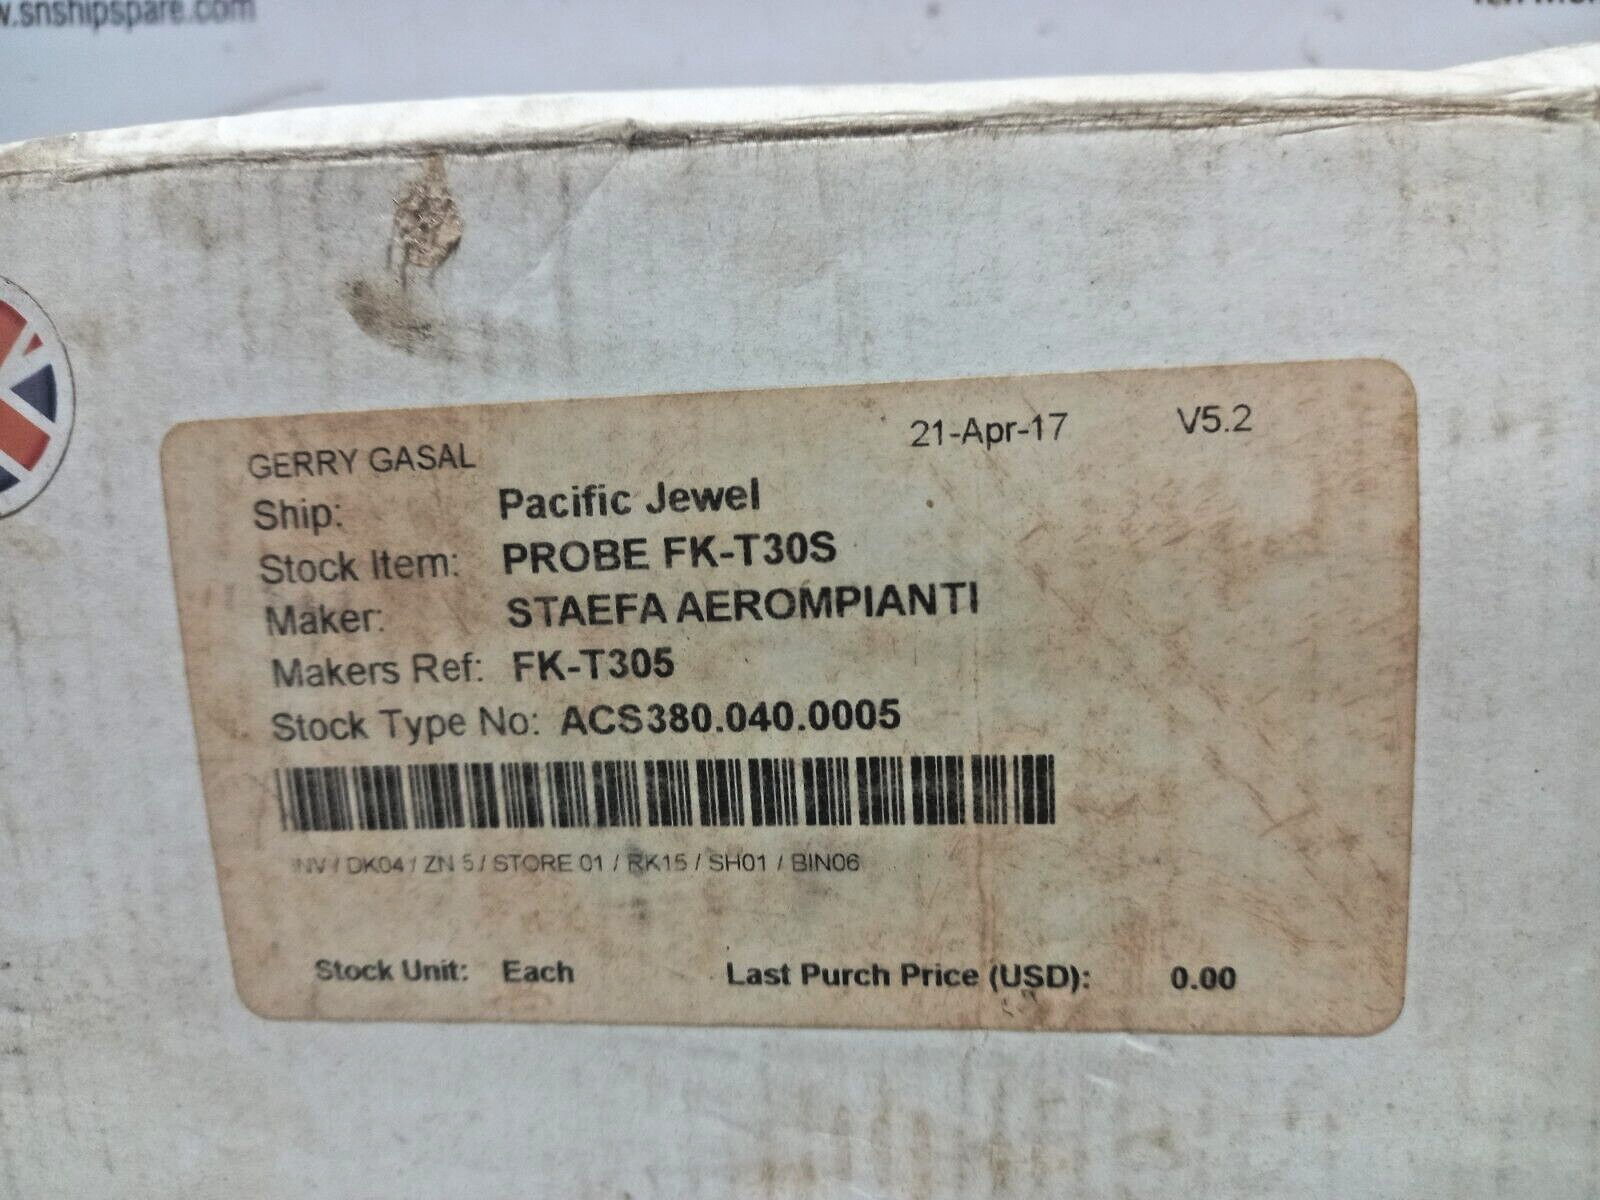 .snshipspare.com
GERRY GASAL
21-Apr-17 V5.2
Ship: Pacific Jewel
Stock Item: PROBE FK-T30S
Maker: STAEFA AEROMPIANTI
Makers Ref: FK-T305
Stock Type No: ACS380.040.0005
INV / DK04 / ZN 5 / STORE 01 / RK15 / SH01 / BIN06
Stock Unit: Each Last Purch Price (USD): 0.00